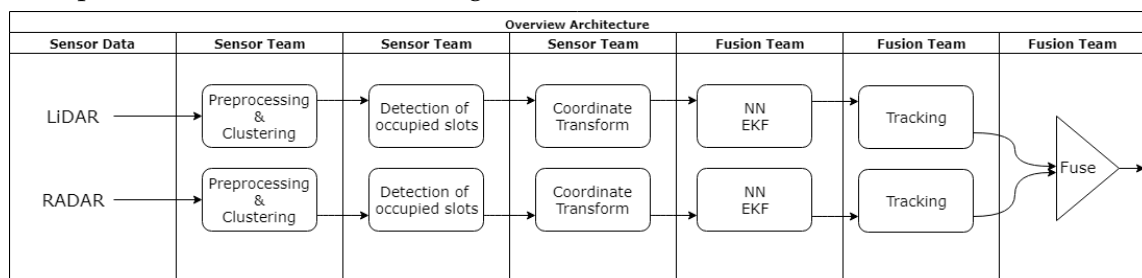 Overview Architecture
Sensor Data Sensor Team Sensor Team Sensor Team Fusion Team Fusion Team Fusion Team
LiDAR
Preprocessing
&
Clustering
Detection of
occupied slots
Coordinate
Transform
NN
EKF
Tracking
RADAR
Preprocessing
&
Clustering
Detection of
occupied slots
Coordinate
Transform
NN
EKF
Tracking
Fuse